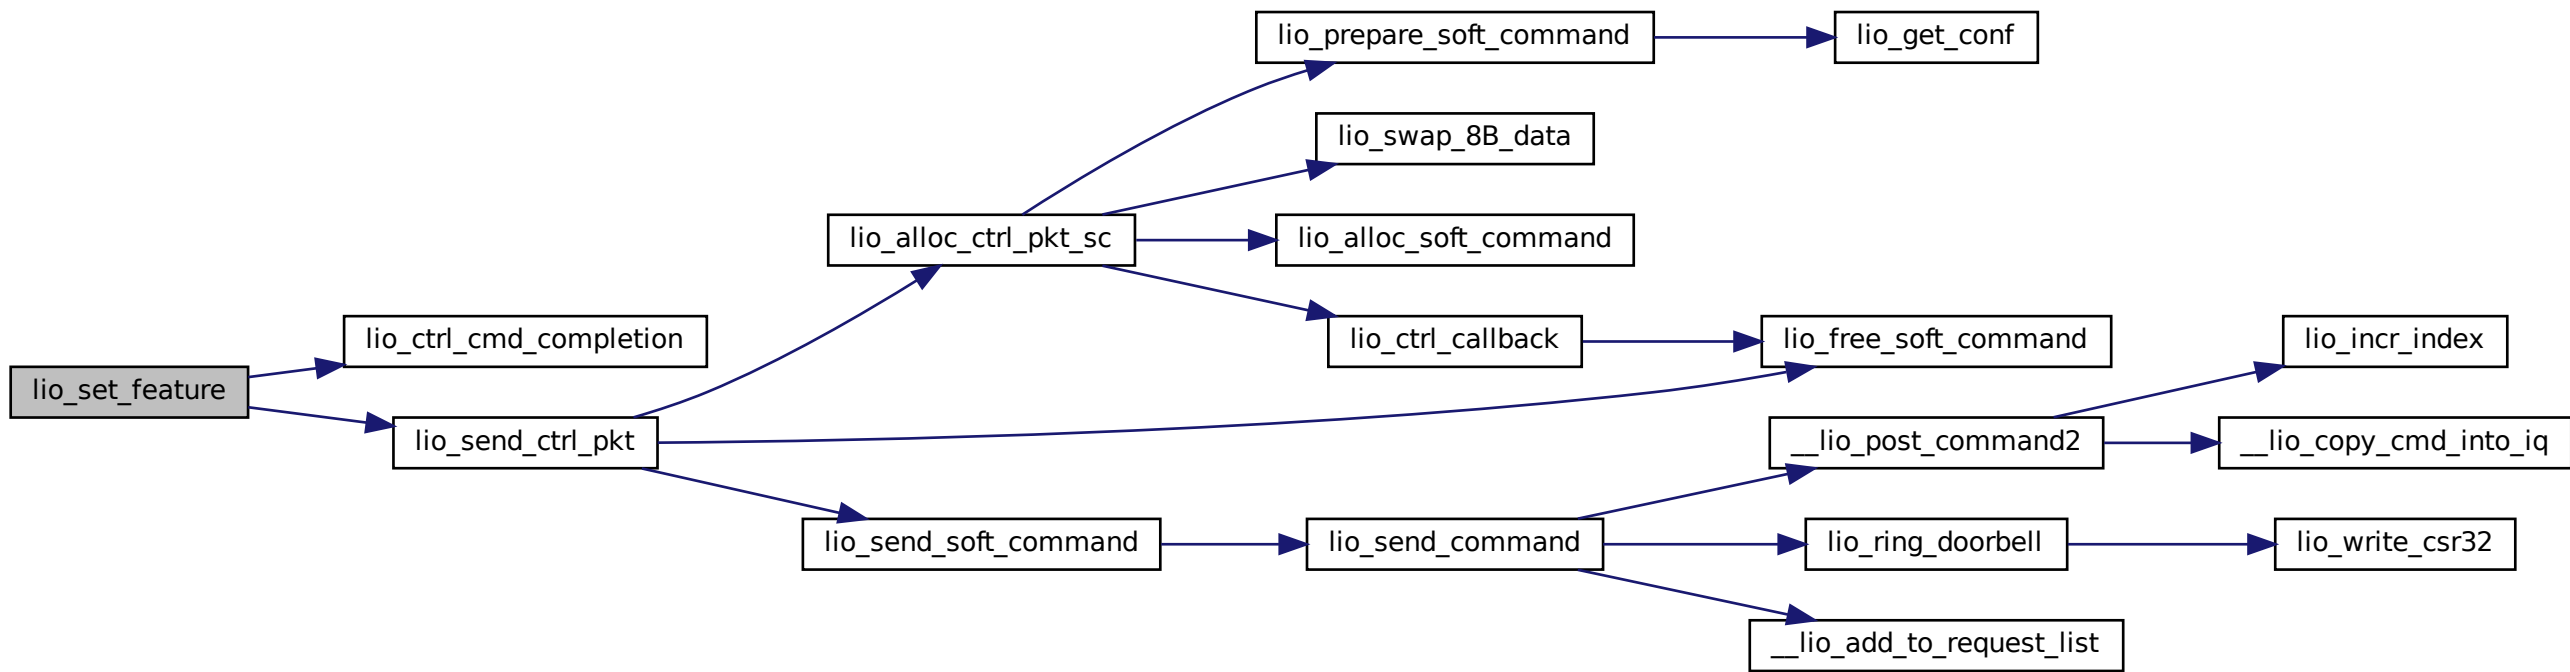 lio_prepare_soft_command
lio_get_conf
lio_swap_8B_data
lio_alloc_ctrl_pkt_sc
lio_alloc_soft_command
lio_ctrl_cmd_completion
lio_ctrl_callback
lio_free_soft_command
lio_incr_index
lio_set_feature
lio_send_ctrl_pkt
__lio_post_command2
__lio_copy_cmd_into_iq
lio_send_soft_command
lio_send_command
lio_ring_doorbell
lio_write_csr32
__lio_add_to_request_list